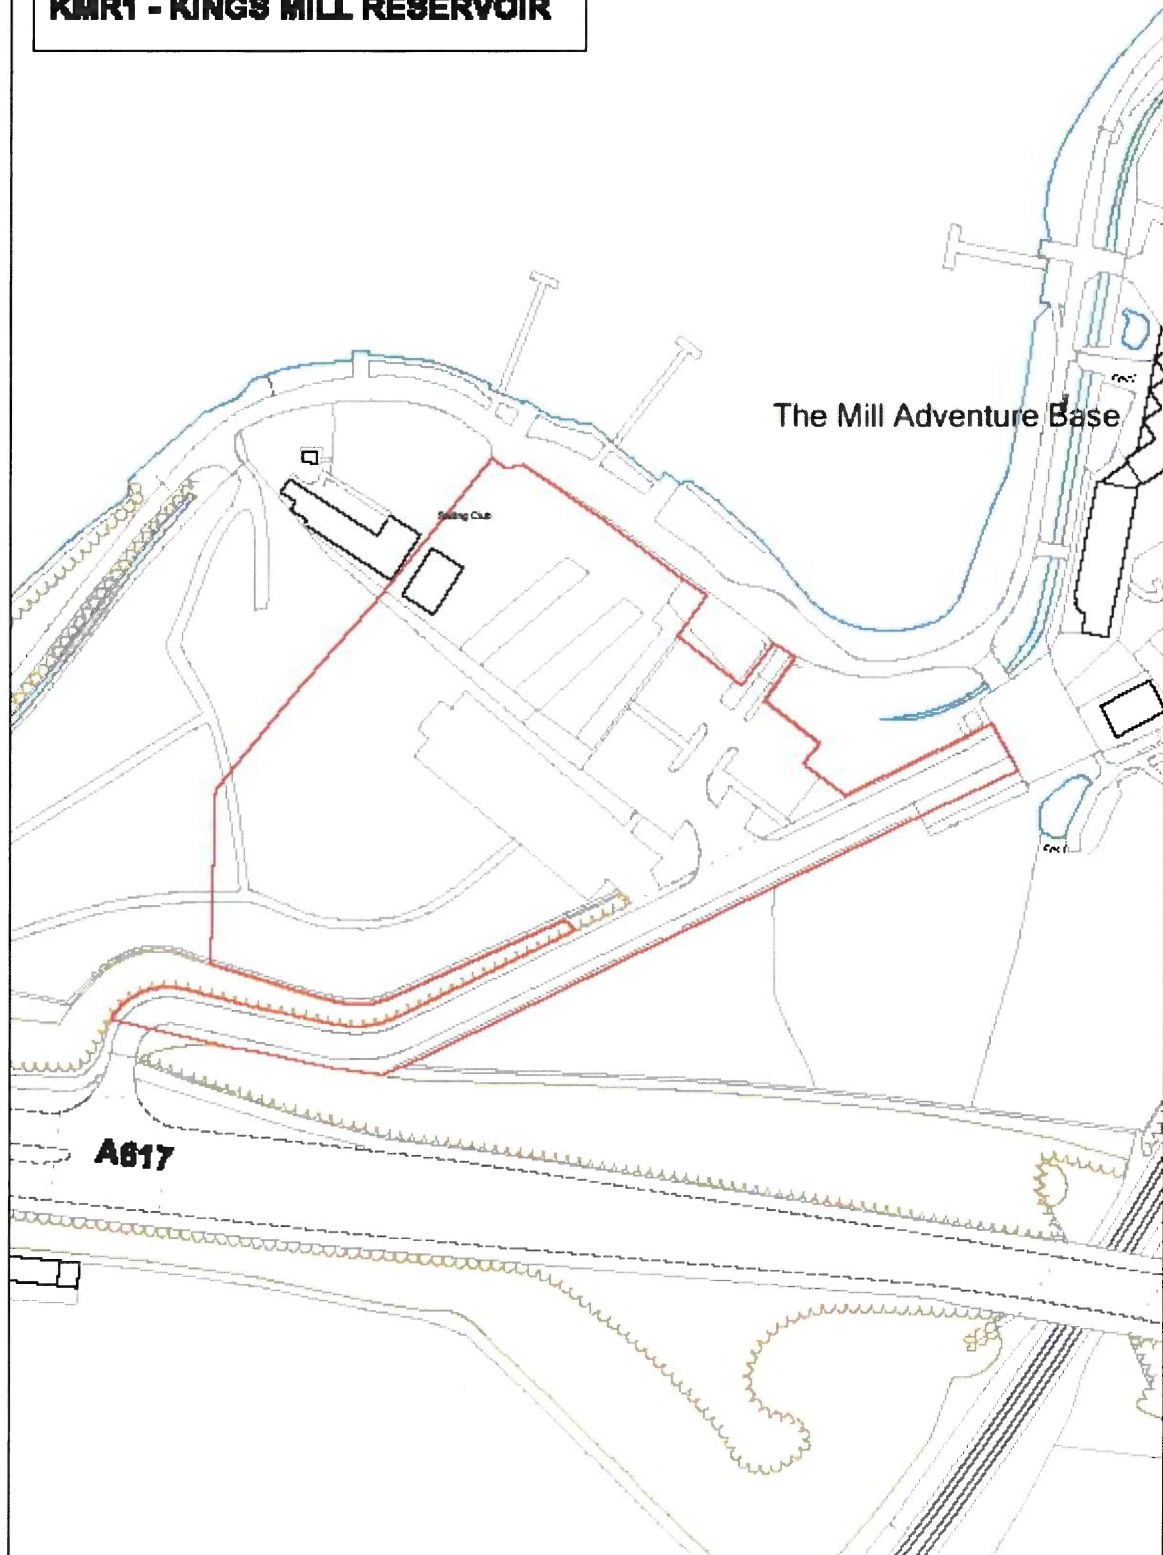 KMR1 - KINGS MILL RESERVOIR
The Mill Adventure Base
Sailing Club
A617